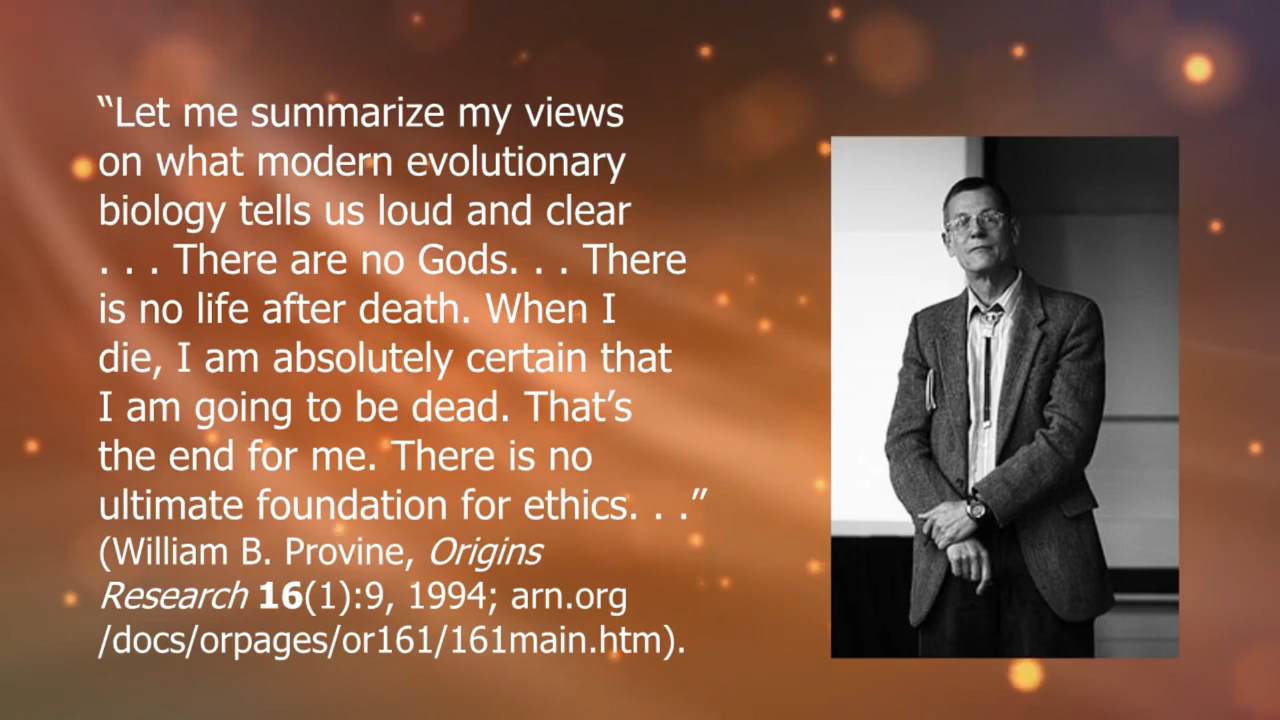 “Let me summarize my views
on what modern evolutionary
biology tells us loud and clear
. . . There are no Gods. . . There
is no life after death. When I
die, I am absolutely certain that
I am going to be dead. That’s
the end for me. There is no
ultimate foundation for ethics. . .”
(William B. Provine, Origins
Research 16(1):9, 1994; arn.org
/docs/orpages/or161/161main.htm).